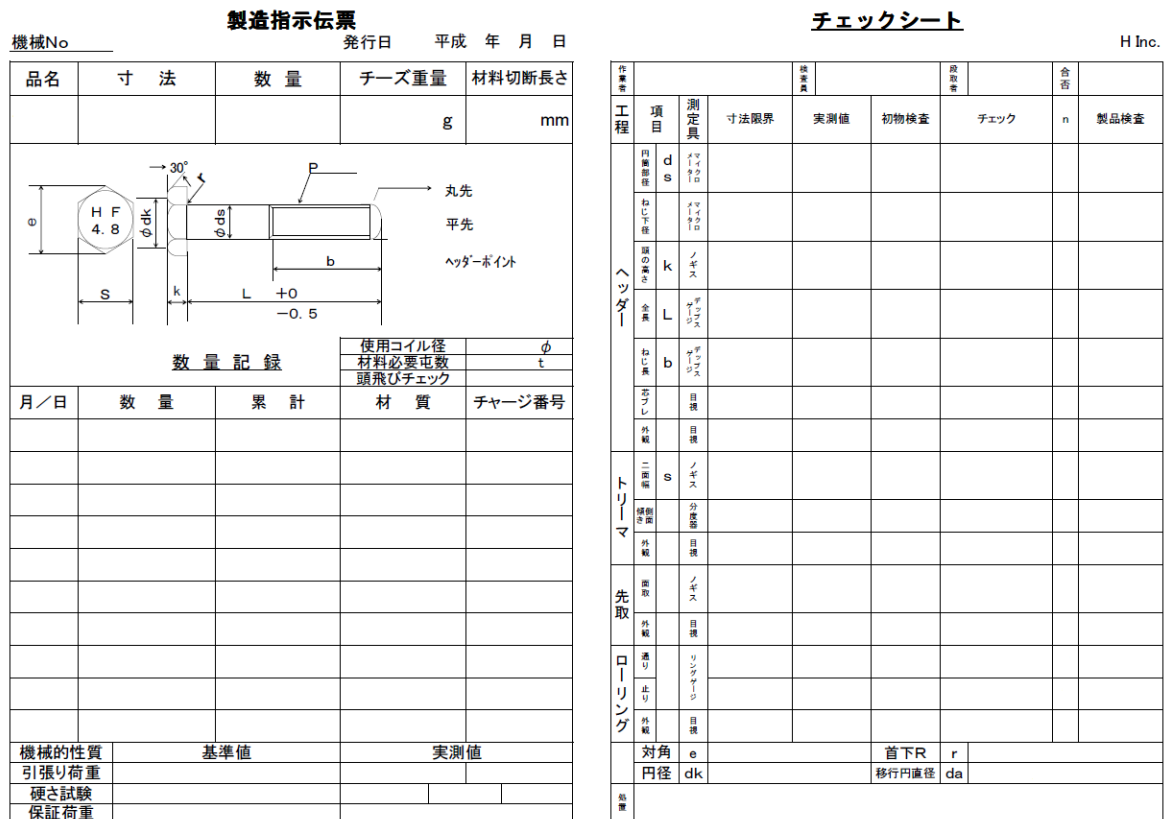 製造指示伝票
機械No
発行日 平成 年 月 日
品名 寸 法 数 量 チーズ重量 材料切断長さ
g mm
30°
r
P
丸先
平先
ヘッダーポイント
e
H F
4.8
φdk
φds
b
S
k
L +0
-0.5
数 量 記 録
使用コイル径 φ
材料必要屯数 t
頭飛びチェック
月/日 数 量 累 計 材 質 チャージ番号
機械的性質 基準値 実測値
引張り荷重
硬さ試験
保証荷重
チェックシート
H Inc.
作業者 検査員 段取者 合否
工程 項目 測定具 寸法限界 実測値 初物検査 チェック n 製品検査
ヘッダー
円筒部径 ds マイクロメーター
ねじ下径 マイクロメーター
頭の高さ k ノギス
全長 L デップスゲージ
ねじ長 b デップスゲージ
芯ブレ 目視
外観 目視
トリーマ
二面幅 s ノギス
側面傾き 分度器
外観 目視
先取
面取 ノギス
外観 目視
ローリング
通り リングゲージ
止り
外観 目視
対角 e 首下R r
円径 dk 移行円直径 da
処置